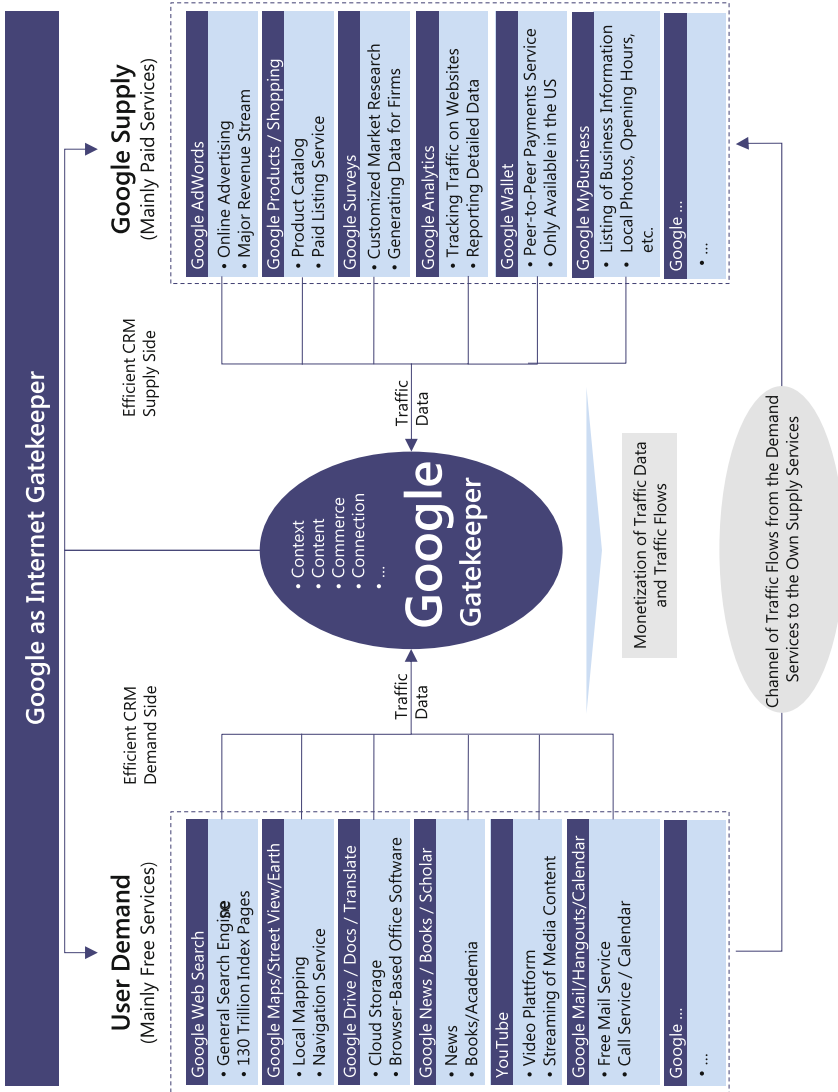 Google as Internet Gatekeeper
User Demand
(Mainly Free Services)
Efficient CRM
Demand Side
Efficient CRM
Supply Side
Google Supply
(Mainly Paid Services)
Google Web Search
• General Search Engise
• 130 Trillion Index Pages
Google Maps/Street View/Earth
• Local Mapping
• Navigation Service
Google Drive / Docs / Translate
• Cloud Storage
• Browser-Based Office Software
Google News / Books / Scholar
• News
• Books/Academia
YouTube
• Video Plattform
• Streaming of Media Content
Google Mail/Hangouts/Calendar
• Free Mail Service
• Call Service / Calendar
Google ...
• ...
Traffic
Data
• Context
• Content
• Commerce
• Connection
• ...
Google
Gatekeeper
Traffic
Data
Google AdWords
• Online Advertising
• Major Revenue Stream
Google Products / Shopping
• Product Catalog
• Paid Listing Service
Google Surveys
• Customized Market Research
• Generating Data for Firms
Google Analytics
• Tracking Traffic on Websites
• Reporting Detailed Data
Google Wallet
• Peer-to-Peer Payments Service
• Only Available in the US
Google MyBusiness
• Listing of Business Information
• Local Photos, Opening Hours,
etc.
Google ...
• ...
Monetization of Traffic Data
and Traffic Flows
Channel of Traffic Flows from the Demand
Services to the Own Supply Services